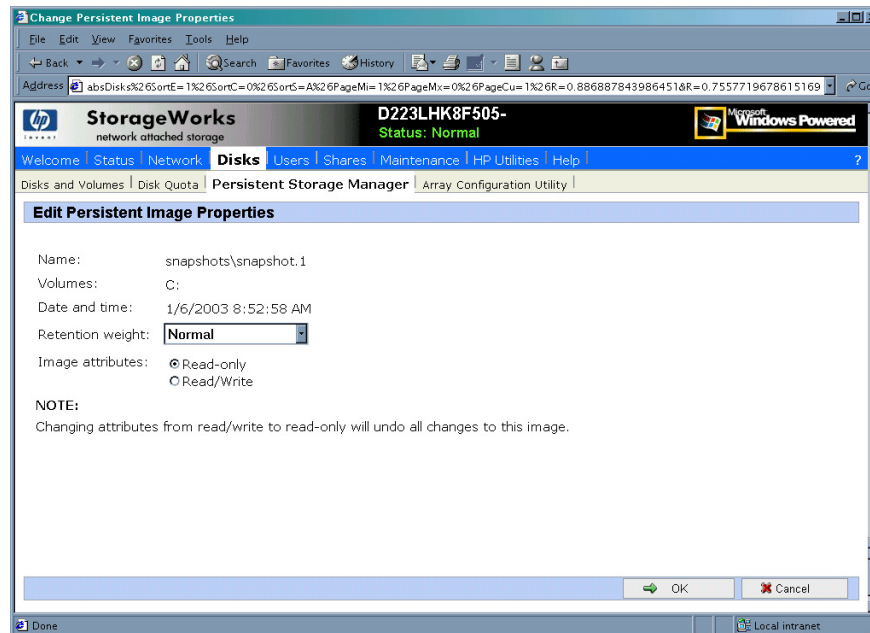 Change Persistent Image Properties
File Edit View Favorites Tools Help
Back Search Favorites History
Address absDisks%26SortE=1%26SortC=0%26SortS=A%26PageMi=1%26PageMx=0%26PageCu=1%26R=0.886887843986451&R=0.7557719678615169 Go
hp StorageWorks D223LHK8F505- Microsoft Windows Powered
invent network attached storage Status: Normal
Welcome Status Network Disks Users Shares Maintenance HP Utilities Help ?
Disks and Volumes Disk Quota Persistent Storage Manager Array Configuration Utility
Edit Persistent Image Properties
Name: snapshots\snapshot.1
Volumes: C:
Date and time: 1/6/2003 8:52:58 AM
Retention weight: Normal
Image attributes: Read-only
Read/Write
NOTE:
Changing attributes from read/write to read-only will undo all changes to this image.
OK Cancel
Done Local intranet